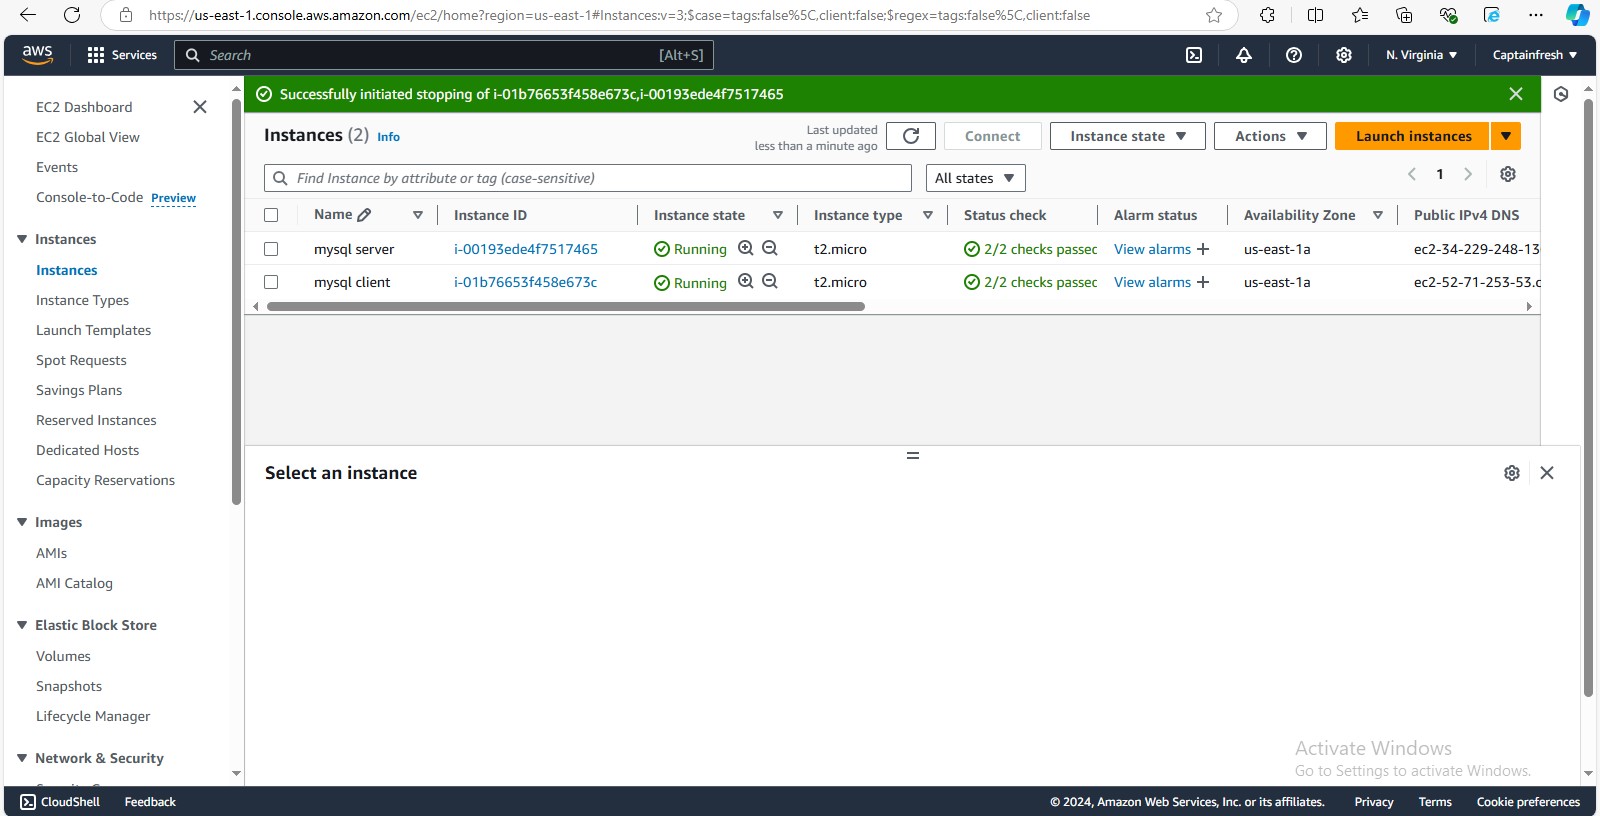 https://us-east-1.console.aws.amazon.com/ec2/home?region=us-east-1#Instances:v=3;$case=tags:false%5C,client:false;$regex=tags:false%5C,client:false
aws Services Search [Alt+S] N. Virginia Captainfresh
EC2 Dashboard
EC2 Global View
Events
Console-to-Code Preview
Instances
Instances
Instance Types
Launch Templates
Spot Requests
Savings Plans
Reserved Instances
Dedicated Hosts
Capacity Reservations
Images
AMIs
AMI Catalog
Elastic Block Store
Volumes
Snapshots
Lifecycle Manager
Network & Security
Successfully initiated stopping of i-01b76653f458e673c,i-00193ede4f7517465
Instances (2) Info
Last updated
less than a minute ago
Connect Instance state Actions Launch instances
Find Instance by attribute or tag (case-sensitive) All states 1
Name Instance ID Instance state Instance type Status check Alarm status Availability Zone Public IPv4 DNS
mysql server i-00193ede4f7517465 Running t2.micro 2/2 checks passec View alarms + us-east-1a ec2-34-229-248-13
mysql client i-01b76653f458e673c Running t2.micro 2/2 checks passec View alarms + us-east-1a ec2-52-71-253-53.c
Select an instance
Activate Windows
Go to Settings to activate Windows.
CloudShell Feedback © 2024, Amazon Web Services, Inc. or its affiliates. Privacy Terms Cookie preferences